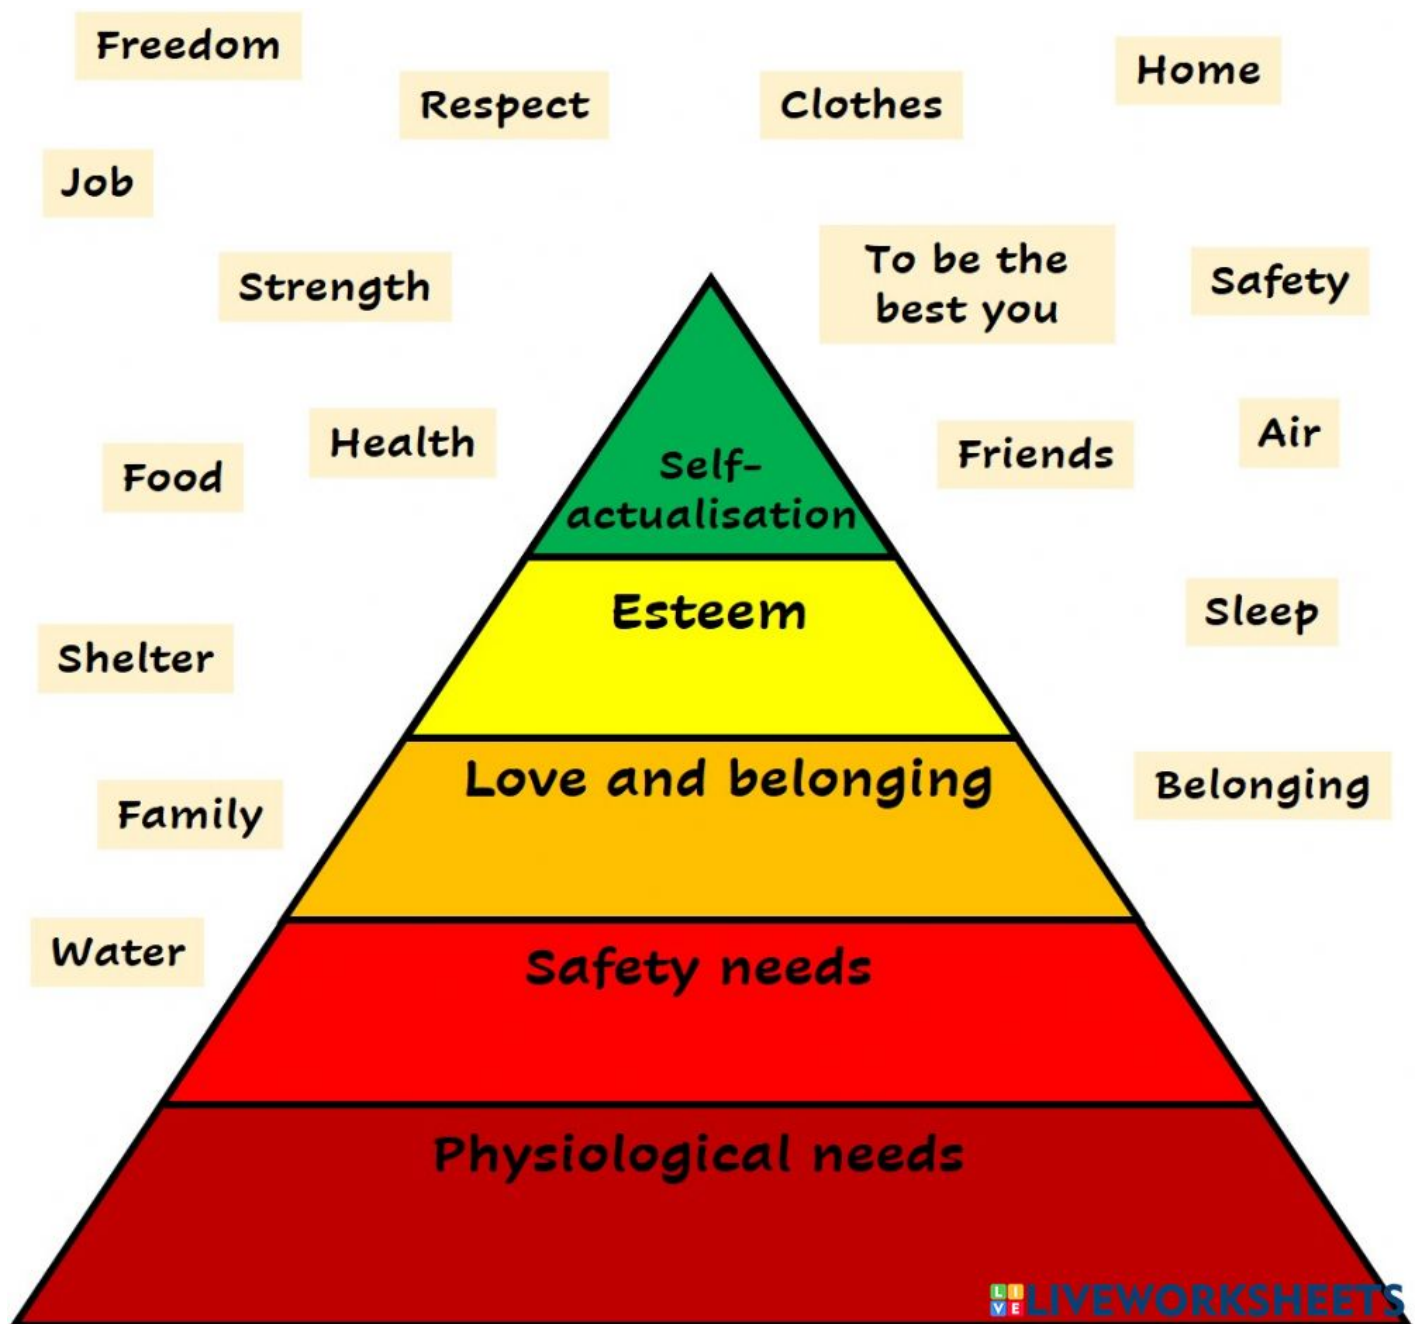 Freedom
Respect
Clothes
Home
Job
Strength
To be the
best you
Safety
Food
Health
Self-
actualisation
Friends
Air
Esteem
Sleep
Shelter
Love and belonging
Belonging
Family
Water
Safety needs
Physiological needs
LIVE LIVEWORKSHEETS